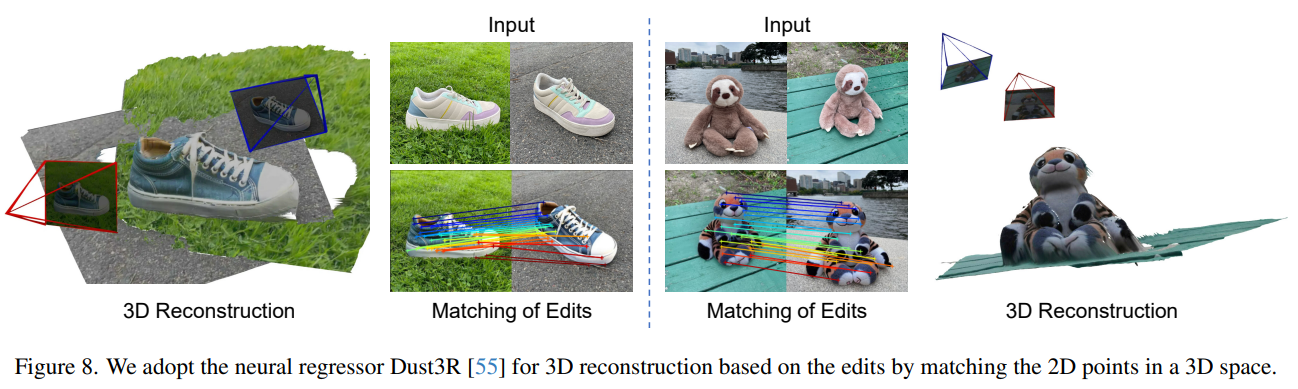 Input
Input
3D Reconstruction
Matching of Edits
Matching of Edits
3D Reconstruction
Figure 8. We adopt the neural regressor Dust3R [55] for 3D reconstruction based on the edits by matching the 2D points in a 3D space.